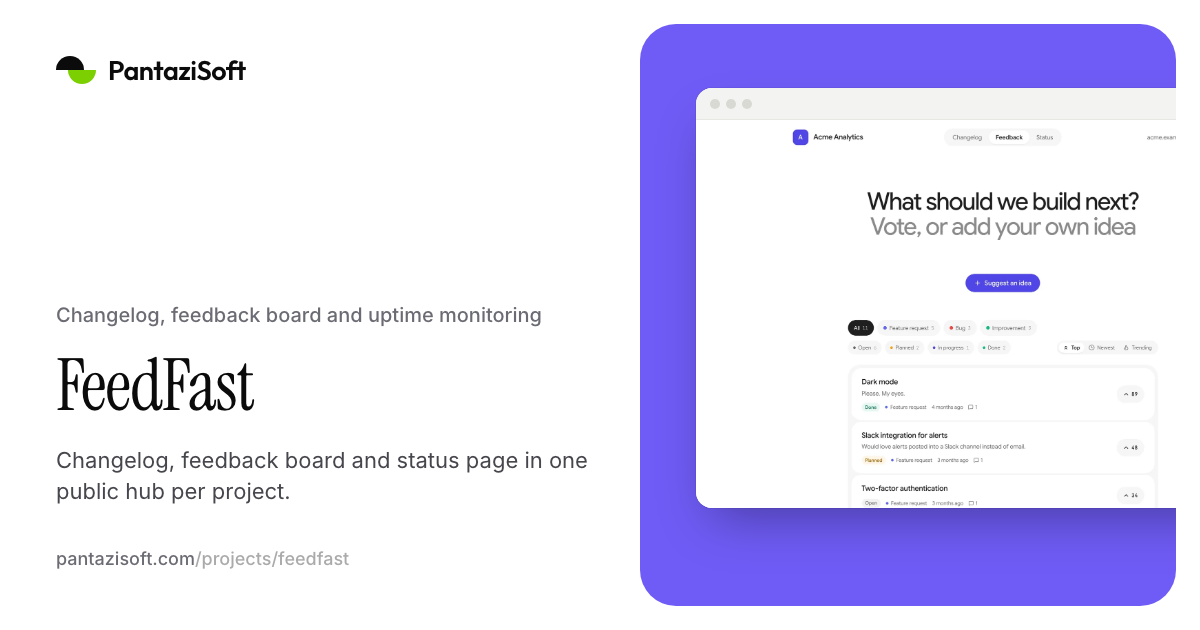 PantaziSoft
Changelog, feedback board and uptime monitoring
FeedFast
Changelog, feedback board and status page in one
public hub per project.
pantazisoft.com/projects/feedfast
A Acme Analytics
Changelog Feedback Status
What should we build next?
Vote, or add your own idea
+ Suggest an idea
All Feature request Bug Improvement
Open Planned In progress Done
Top Newest Trending
Dark mode
Please. My eyes.
Done Feature request 4 months ago 1
89
Slack integration for alerts
Would love alerts posted into a Slack channel instead of email.
Planned Feature request 3 months ago 1
48
Two-factor authentication
Open Feature request 3 months ago 1
36